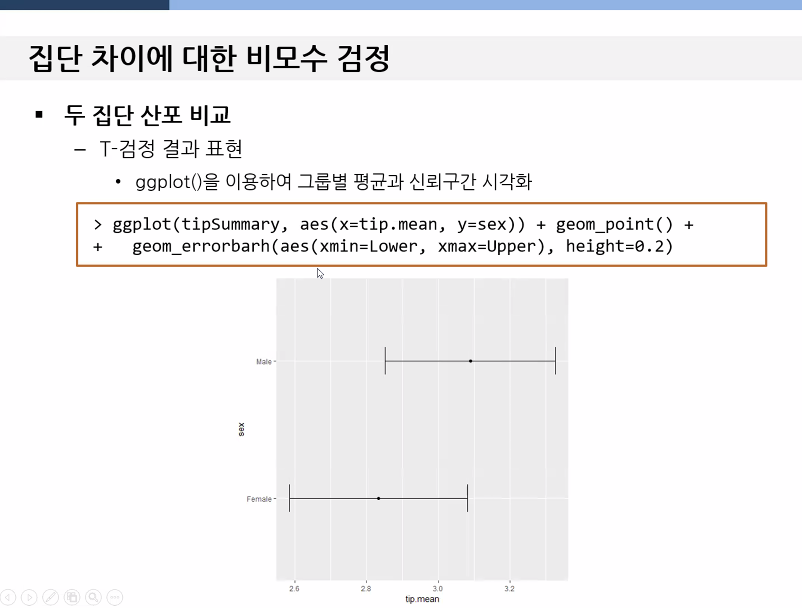 집단 차이에 대한 비모수 검정
▪ 두 집단 산포 비교
– T-검정 결과 표현
• ggplot()을 이용하여 그룹별 평균과 신뢰구간 시각화
> ggplot(tipSummary, aes(x=tip.mean, y=sex)) + geom_point() +
+   geom_errorbarh(aes(xmin=Lower, xmax=Upper), height=0.2)
Male
sex
Female
2.6 2.8 3.0 3.2
tip.mean